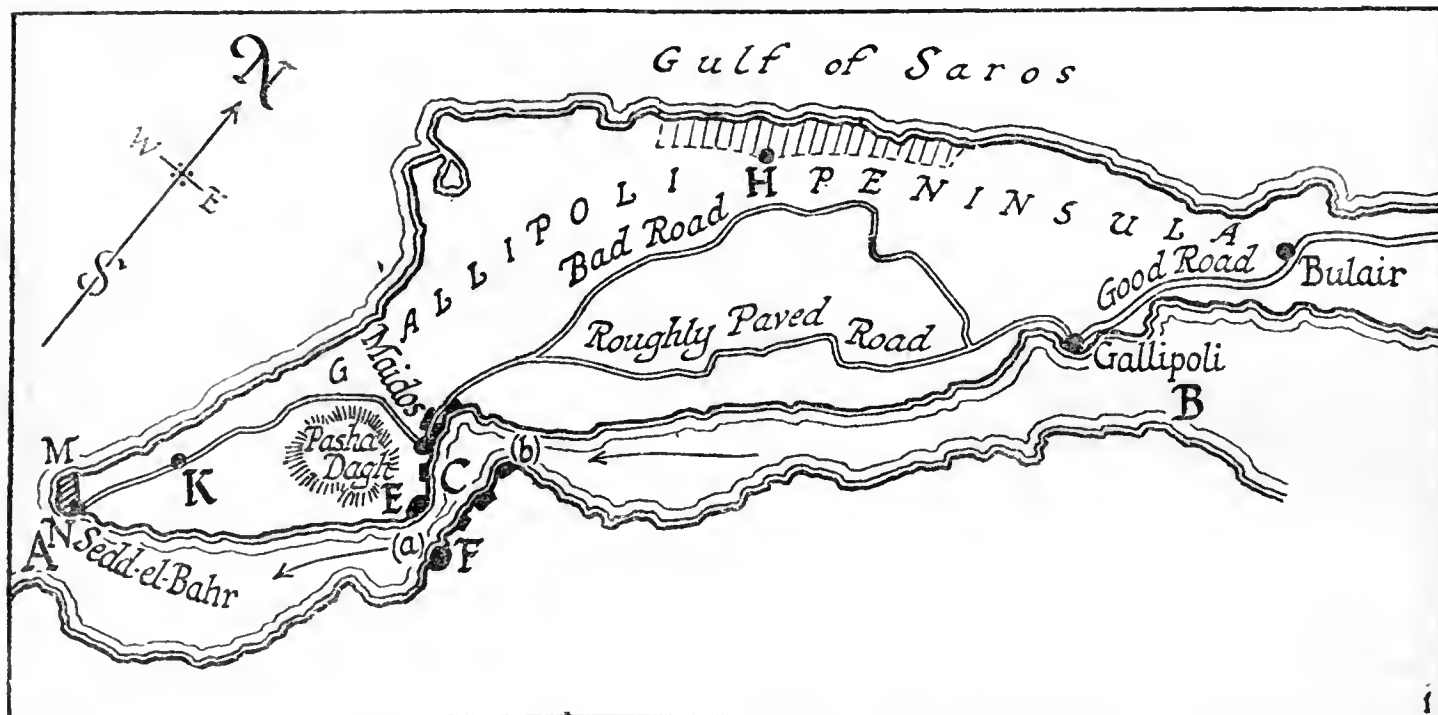 Gulf of Saros
N
W
E
S
GALLIPOLI PENINSULA
H
Bad Road
Good Road
Bulair
Roughly Paved Road
Gallipoli
Maidos
B
Pasha
Dagh
M
K
E
C
(b)
N
Sedd-el-Bahr
A
(a)
F
1